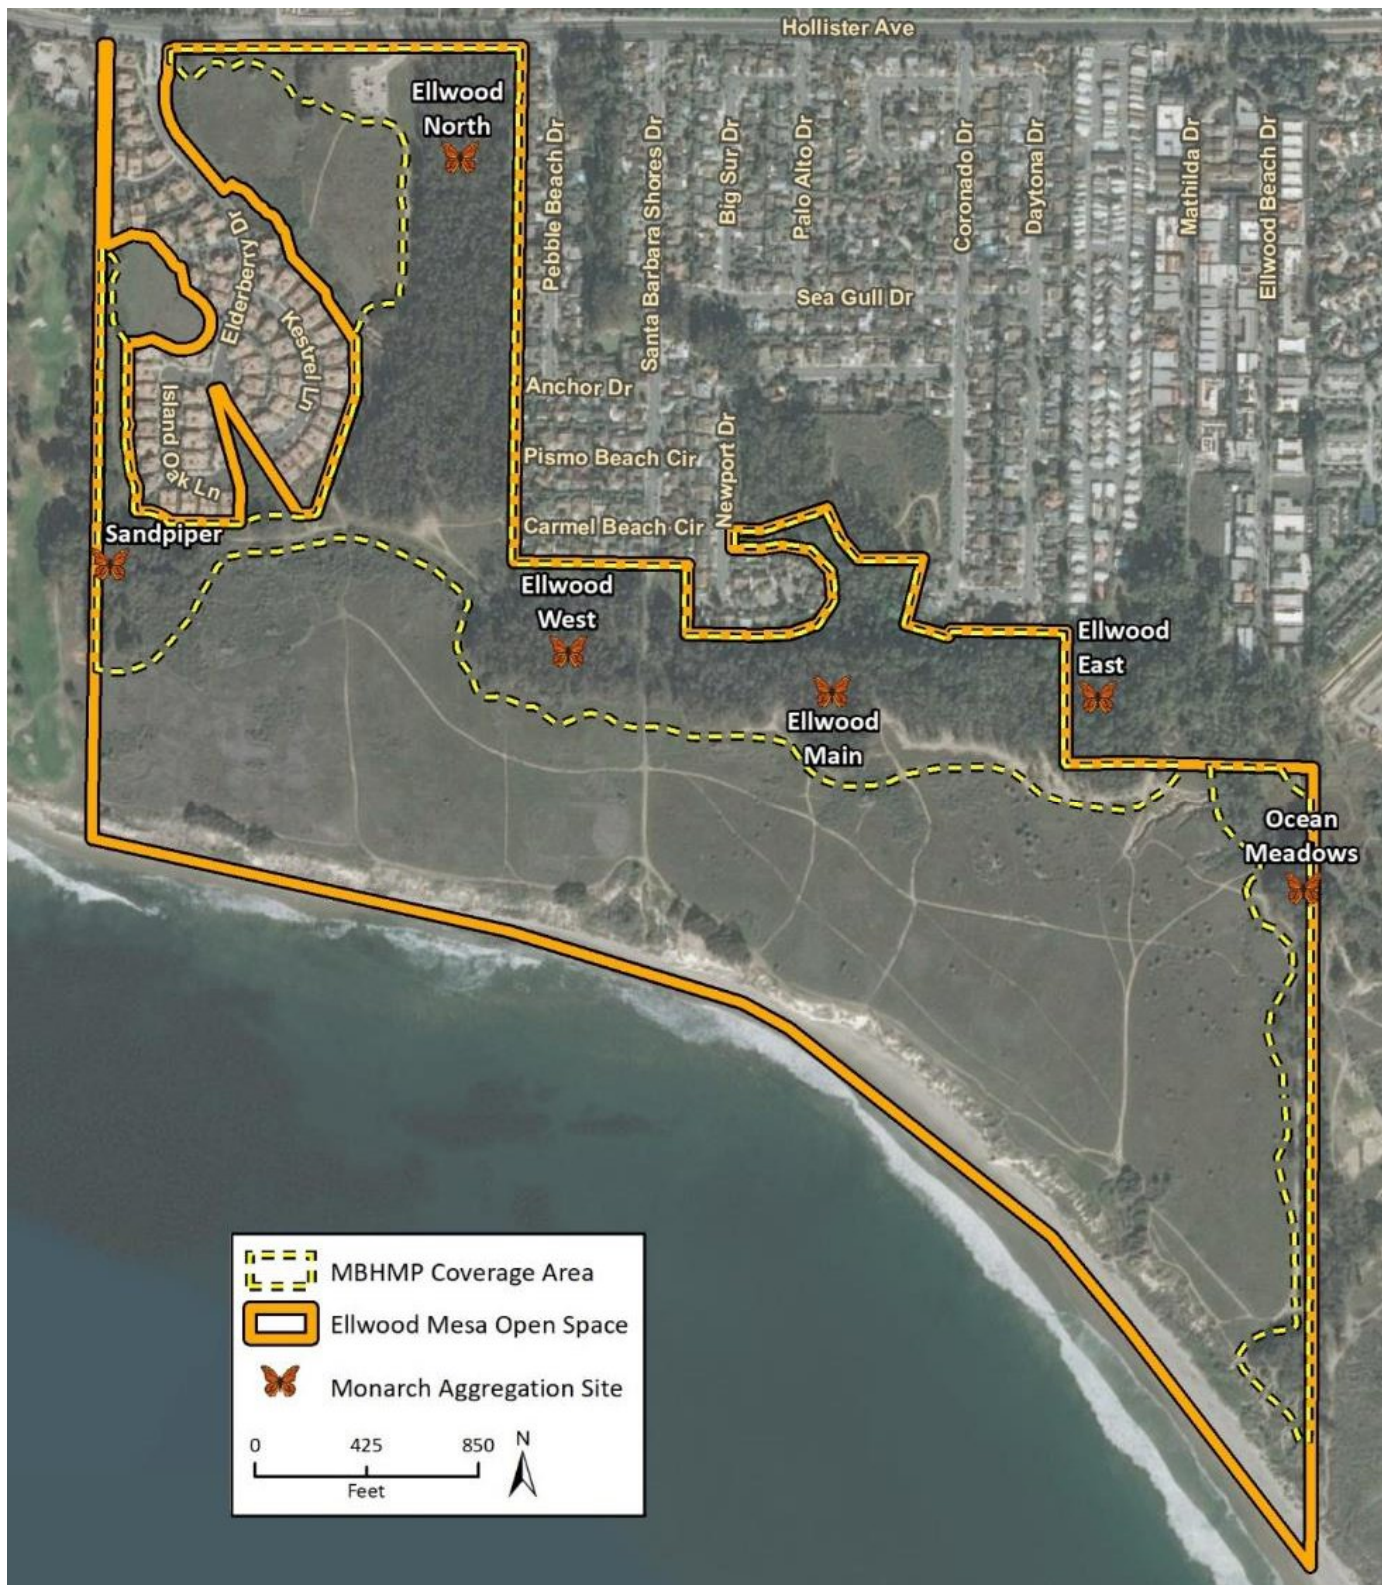 Hollister Ave
Ellwood
North
Pebble Beach Dr
Santa Barbara Shores Dr
Big Sur Dr
Palo Alto Dr
Coronado Dr
Daytona Dr
Mathilda Dr
Ellwood Beach Dr
Elderberry Dr
Kestrel Ln
Island Oak Ln
Sea Gull Dr
Anchor Dr
Pismo Beach Cir
Newport Dr
Carmel Beach Cir
Sandpiper
Ellwood
West
Ellwood
East
Ellwood
Main
Ocean
Meadows
MBHMP Coverage Area
Ellwood Mesa Open Space
Monarch Aggregation Site
0 425 850
Feet
N